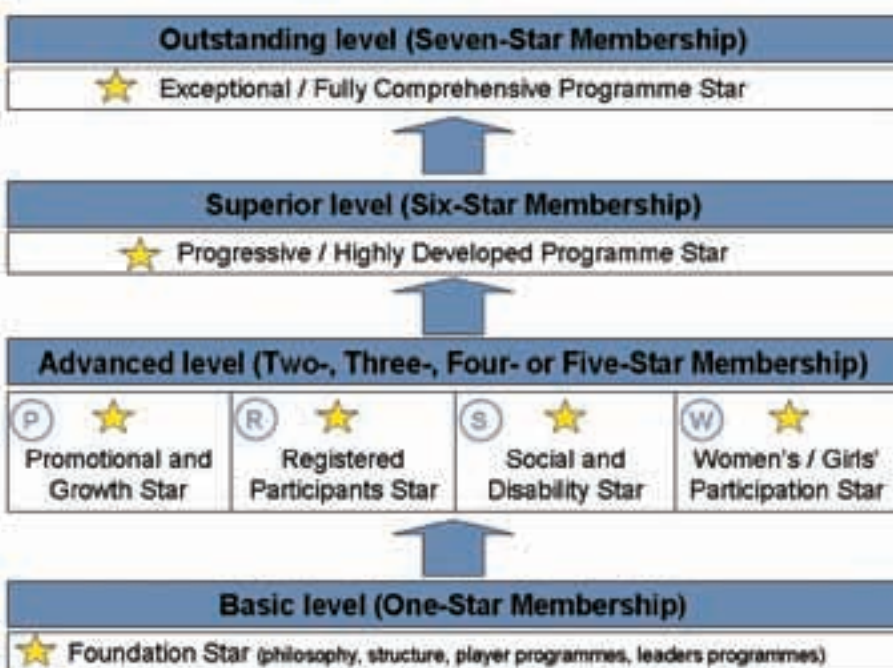 Outstanding level (Seven-Star Membership)
Exceptional / Fully Comprehensive Programme Star
Superior level (Six-Star Membership)
Progressive / Highly Developed Programme Star
Advanced level (Two-, Three-, Four- or Five-Star Membership)
P
Promotional and
Growth Star
R
Registered
Participants Star
S
Social and
Disability Star
W
Women's / Girls'
Participation Star
Basic level (One-Star Membership)
Foundation Star (philosophy, structure, player programmes, leaders programmes)